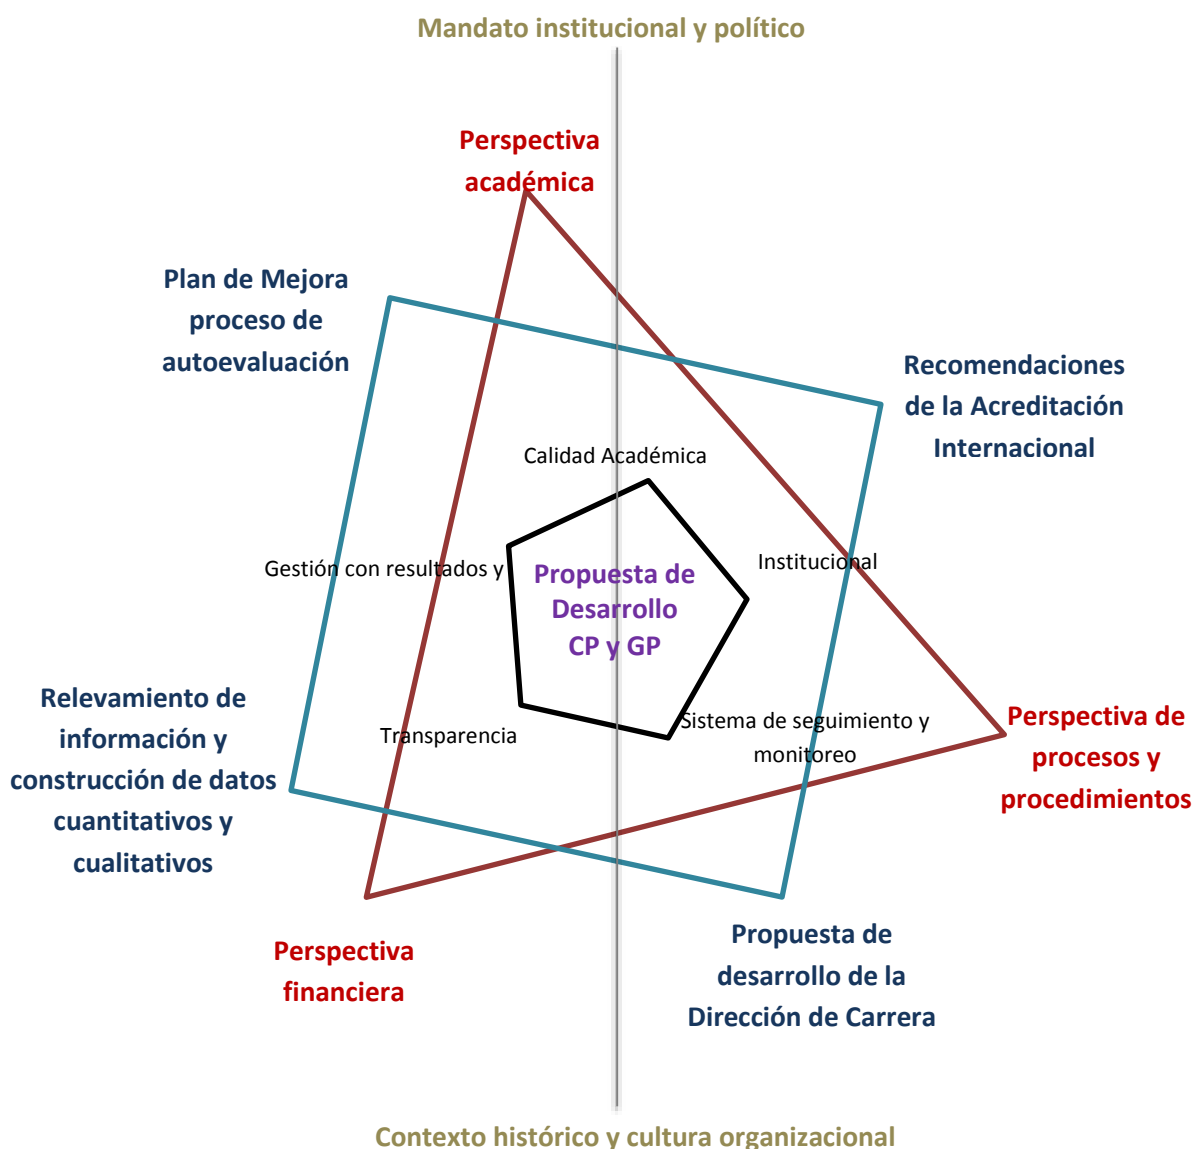 Mandato institucional y político
Perspectiva
académica
Plan de Mejora
proceso de
autoevaluación
Recomendaciones
de la Acreditación
Internacional
Calidad Académica
Gestión con resultados y
Institucional
Propuesta de
Desarrollo
CP y GP
Relevamiento de
información y
construcción de datos
cuantitativos y
cualitativos
Transparencia
Sistema de seguimiento y
monitoreo
Perspectiva de
procesos y
procedimientos
Perspectiva
financiera
Propuesta de
desarrollo de la
Dirección de Carrera
Contexto histórico y cultura organizacional